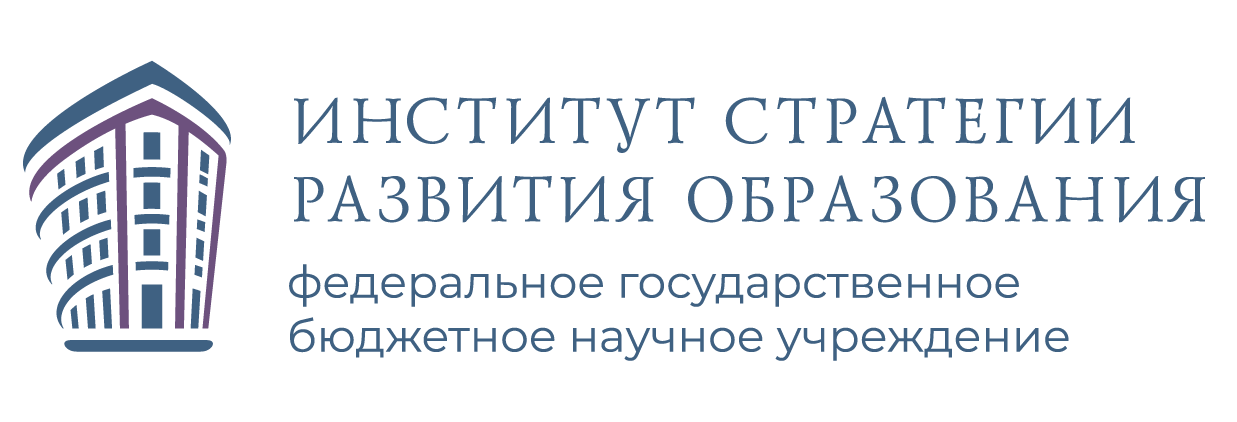 ИНСТИТУТ СТРАТЕГИИ
РАЗВИТИЯ ОБРАЗОВАНИЯ
федеральное государственное
бюджетное научное учреждение